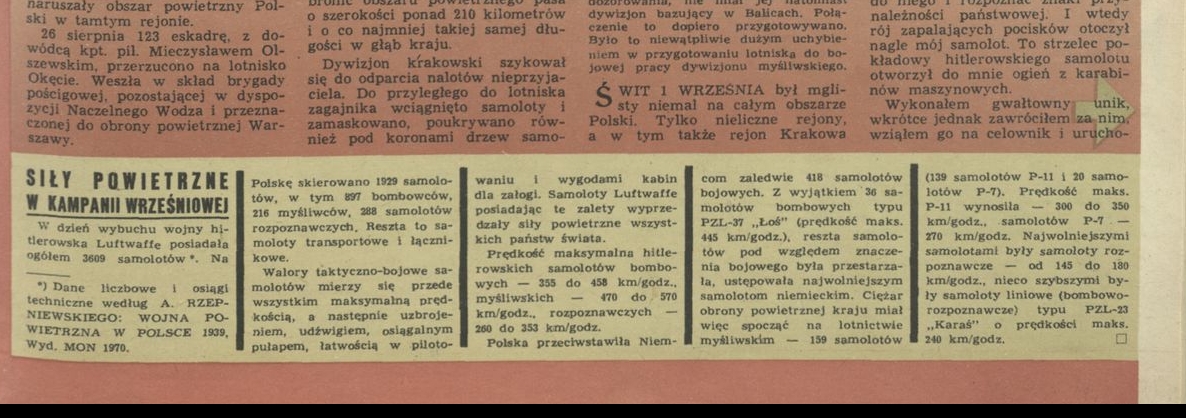 naruszały obszar powietrzny Pol-
ski w tamtym rejonie.
26 sierpnia 123 eskadrę, z do-
wódcą kpt. pil. Mieczysławem Ol-
szewskim, przerzucono na lotnisko
Okęcie. Weszła w skład brygady
pościgowej, pozostającej w dyspo-
zycji Naczelnego Wodza i przezna-
czonej do obrony powietrznej War-
szawy.
bronić obszaru powietrznego pasa
o szerokości ponad 210 kilometrów
i o co najmniej takiej samej dłu-
gości w głąb kraju.
Dywizjon krakowski szykował
się do odparcia nalotów nieprzyja-
ciela. Do przyległego do lotniska
zagajnika wciągnięto samoloty i
zamaskowano, poukrywano rów-
nież pod koronami drzew samo-
dozorowania, nie miał jej natomiast
dywizjon bazujący w Balicach. Połą-
czenie to dopiero przygotowywano.
Było to niewątpliwie dużym uchybie-
niem w przygotowaniu lotniska do bo-
jowej pracy dywizjonu myśliwskiego.
ŚWIT 1 WRZEŚNIA był mgli-
sty niemal na całym obszarze
Polski. Tylko nieliczne rejony,
a w tym także rejon Krakowa
do niego i rozpoznać znaki przy-
należności państwowej. I wtedy
rój zapalających pocisków otoczył
nagle mój samolot. To strzelec po-
kładowy hitlerowskiego samolotu
otworzył do mnie ogień z karabi-
nów maszynowych.
Wykonałem gwałtowny unik,
wkrótce jednak zawróciłem za nim,
wziąłem go na celownik i urucho-
SIŁY POWIETRZNE
W KAMPANII WRZEŚNIOWEJ
W dzień wybuchu wojny hi-
tlerowska Luftwaffe posiadała
ogółem 3609 samolotów *. Na
*) Dane liczbowe i osiągi
techniczne według A. RZEP-
NIEWSKIEGO: WOJNA PO-
WIETRZNA W POLSCE 1939,
Wyd. MON 1970.
Polskę skierowano 1929 samolo-
tów, w tym 897 bombowców,
216 myśliwców, 288 samolotów
rozpoznawczych. Reszta to sa-
moloty transportowe i łączni-
kowe.
Walory taktyczno-bojowe sa-
molotów mierzy się przede
wszystkim maksymalną pręd-
kością, a następnie uzbroje-
niem, udźwigiem, osiągalnym
pułapem, łatwością w piloto-
waniu i wygodami kabin
dla załogi. Samoloty Luftwaffe
posiadając te zalety wyprze-
dzały siły powietrzne wszyst-
kich państw świata.
Prędkość maksymalna hitle-
rowskich samolotów bombo-
wych — 355 do 458 km/godz.,
myśliwskich — 470 do 570
km/godz., rozpoznawczych —
260 do 353 km/godz.
Polska przeciwstawiła Niem-
com zaledwie 418 samolotów
bojowych. Z wyjątkiem 36 sa-
molotów bombowych typu
PZL-37 „Łoś” (prędkość maks.
445 km/godz.), reszta samolo-
tów pod względem znacze-
nia bojowego była przestarza-
ła, ustępowała najwolniejszym
samolotom niemieckim. Ciężar
obrony powietrznej kraju miał
więc spocząć na lotnictwie
myśliwskim — 159 samolotów
(139 samolotów P-11 i 20 samo-
lotów P-7). Prędkość maks.
P-11 wynosiła — 300 do 350
km/godz., samolotów P-7 —
270 km/godz. Najwolniejszymi
samolotami były samoloty roz-
poznawcze — od 145 do 180
km/godz., nieco szybszymi by-
ły samoloty liniowe (bombowo-
rozpoznawcze) typu PZL-23
„Karaś” o prędkości maks.
240 km/godz. □